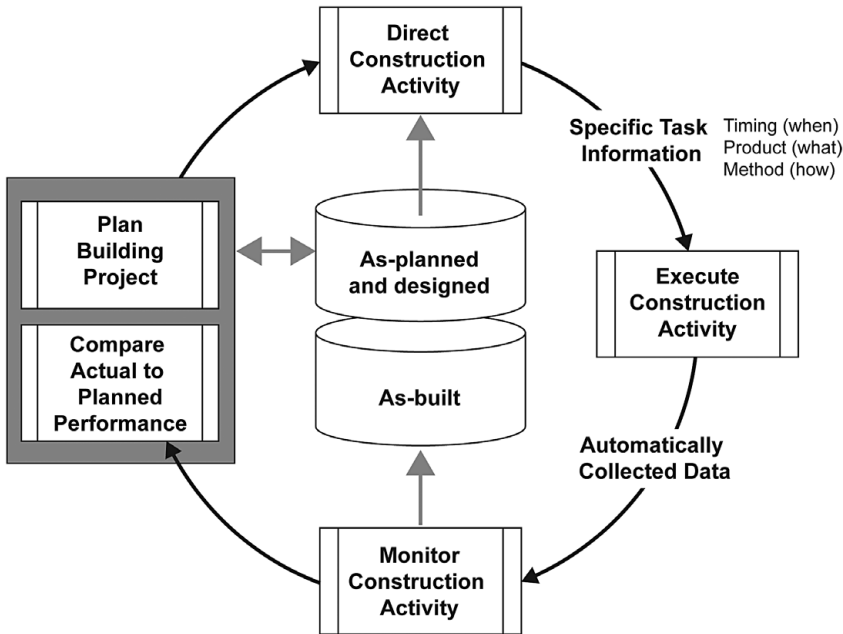 Direct
Construction
Activity
Specific Task
Information
Timing (when)
Product (what)
Method (how)
Plan
Building
Project
As-planned
and designed
Execute
Construction
Activity
Compare
Actual to
Planned
Performance
As-built
Automatically
Collected Data
Monitor
Construction
Activity